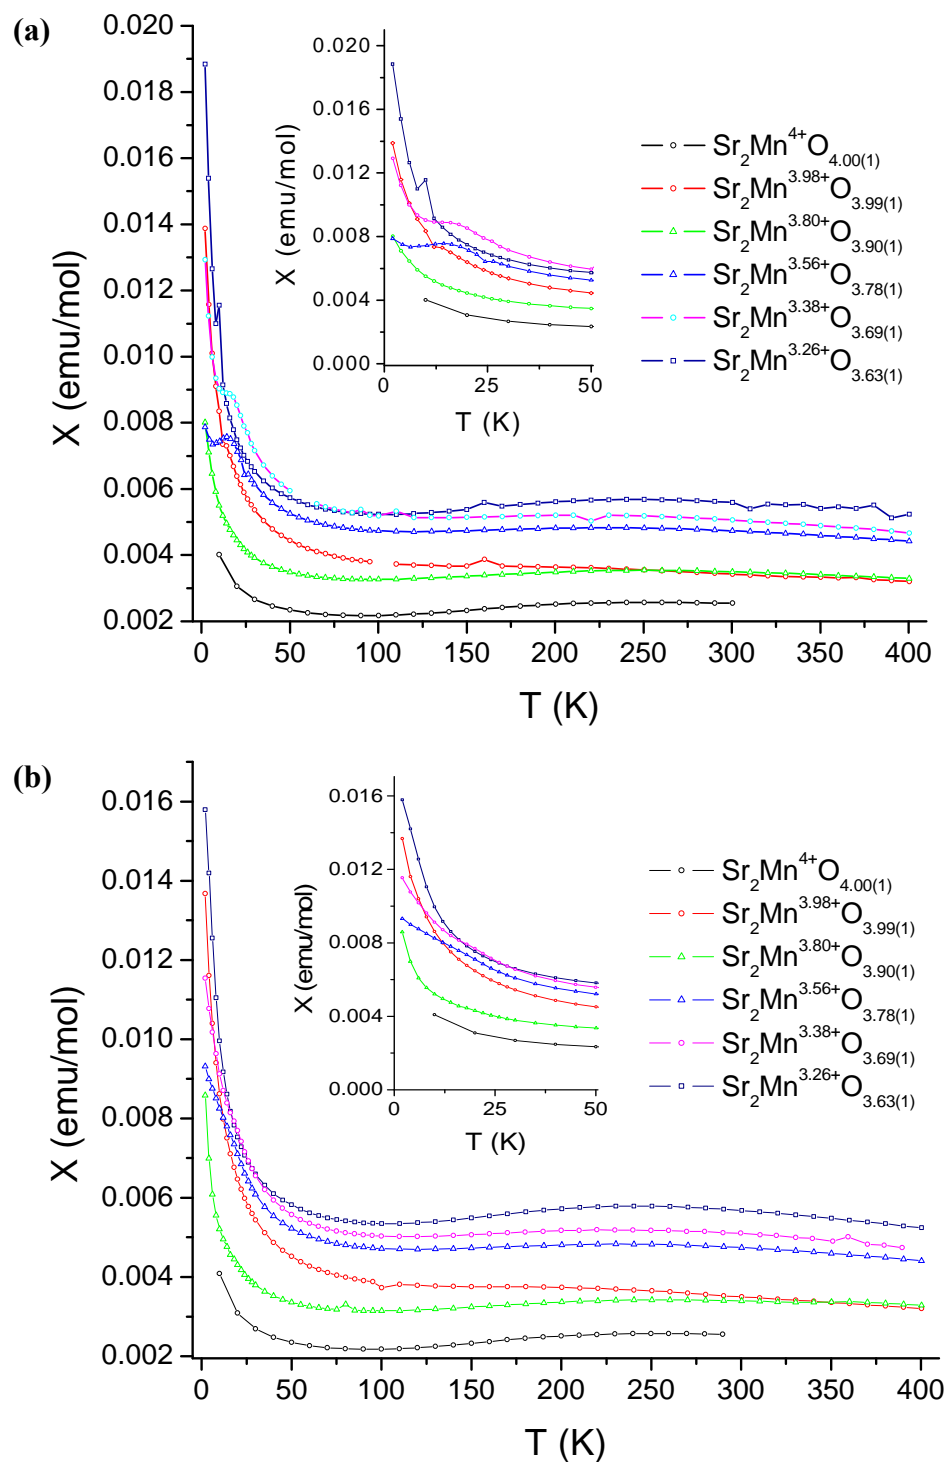 (a)
0.020
0.018
0.016
0.014
0.012
0.010
0.008
0.006
0.004
0.002
X (emu/mol)
0 50 100 150 200 250 300 350 400
T (K)
0.020
0.016
0.012
0.008
0.004
0.000
X (emu/mol)
0 25 50
T (K)
Sr2Mn4+O4.00(1)
Sr2Mn3.98+O3.99(1)
Sr2Mn3.80+O3.90(1)
Sr2Mn3.56+O3.78(1)
Sr2Mn3.38+O3.69(1)
Sr2Mn3.26+O3.63(1)
(b)
0.016
0.014
0.012
0.010
0.008
0.006
0.004
0.002
X (emu/mol)
0 50 100 150 200 250 300 350 400
T (K)
0.016
0.012
0.008
0.004
0.000
X (emu/mol)
0 25 50
T (K)
Sr2Mn4+O4.00(1)
Sr2Mn3.98+O3.99(1)
Sr2Mn3.80+O3.90(1)
Sr2Mn3.56+O3.78(1)
Sr2Mn3.38+O3.69(1)
Sr2Mn3.26+O3.63(1)